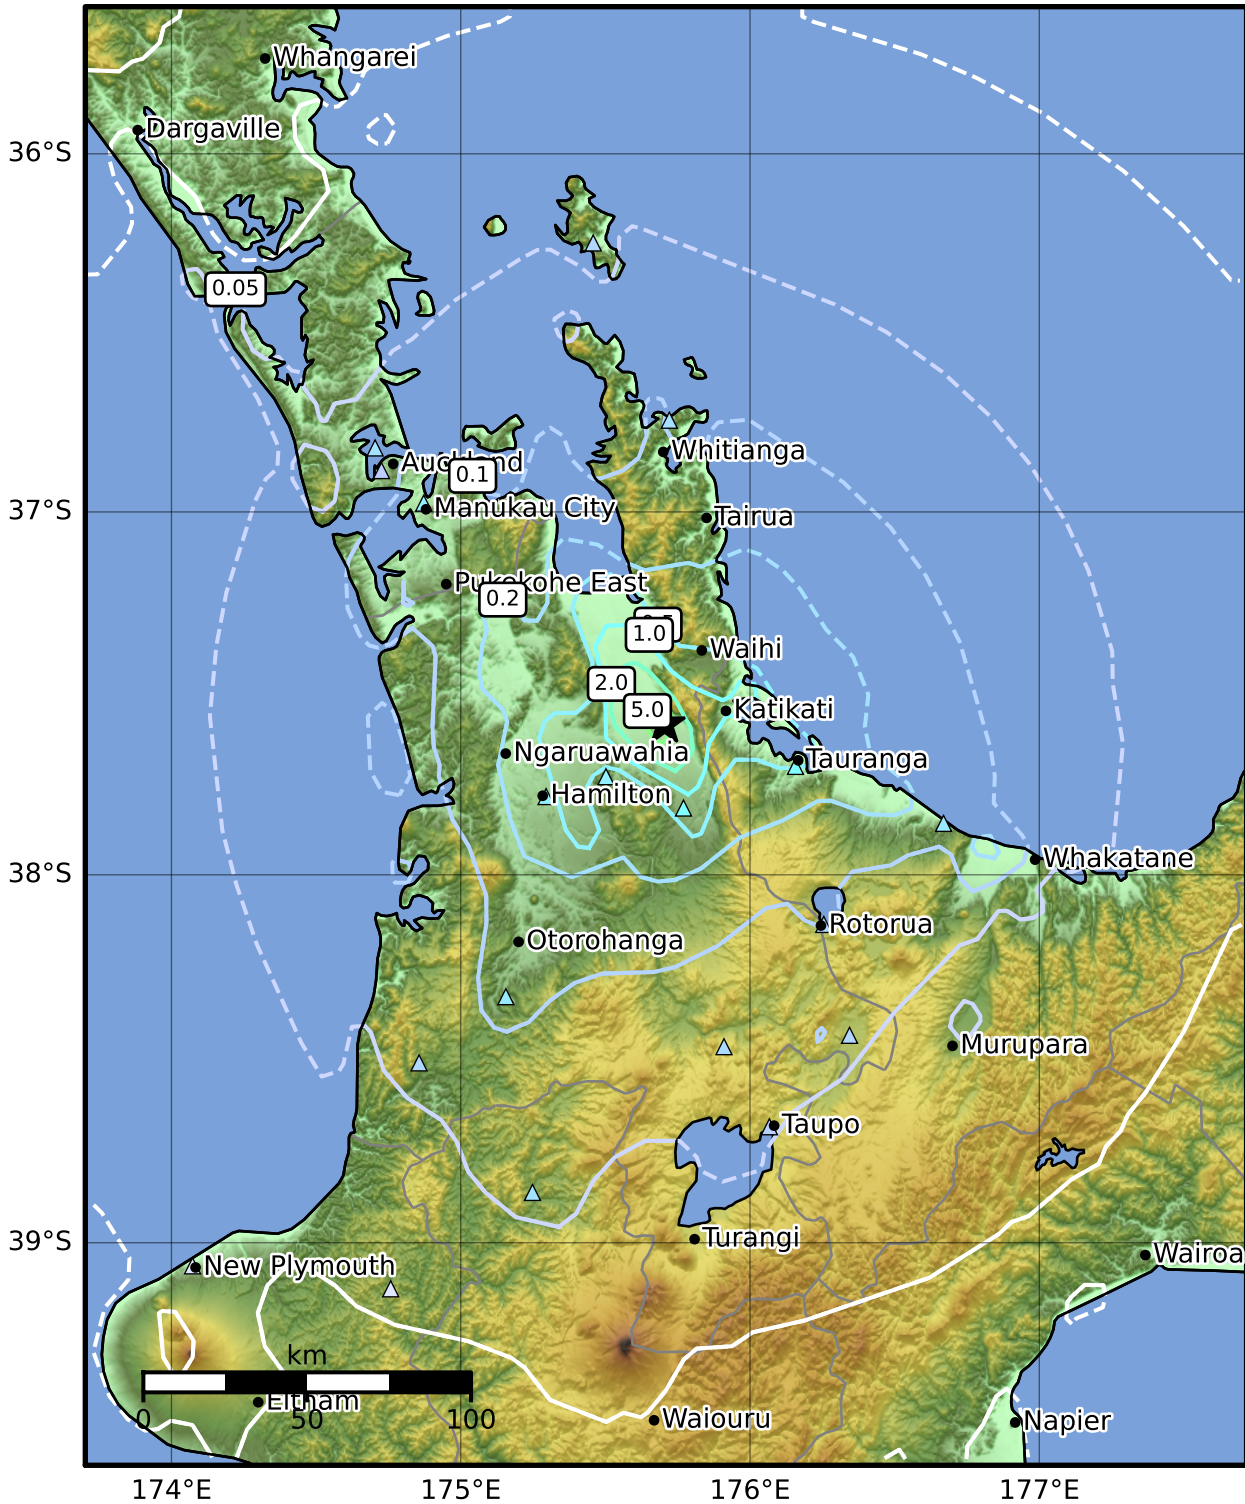 Whangarei
Dargaville
36°S
0.05
Whitianga
Auckland
0.1
37°S
Manukau City
Tairua
Pukekohe East
0.2
1.0
Waihi
2.0
5.0
Katikati
Ngaruawahia
Tauranga
Hamilton
Whakatane
38°S
Rotorua
Otorohanga
Murupara
Taupo
39°S
Turangi
Wairoa
New Plymouth
km
Eltham
0 50 100
Waiouru
Napier
174°E 175°E 176°E 177°E